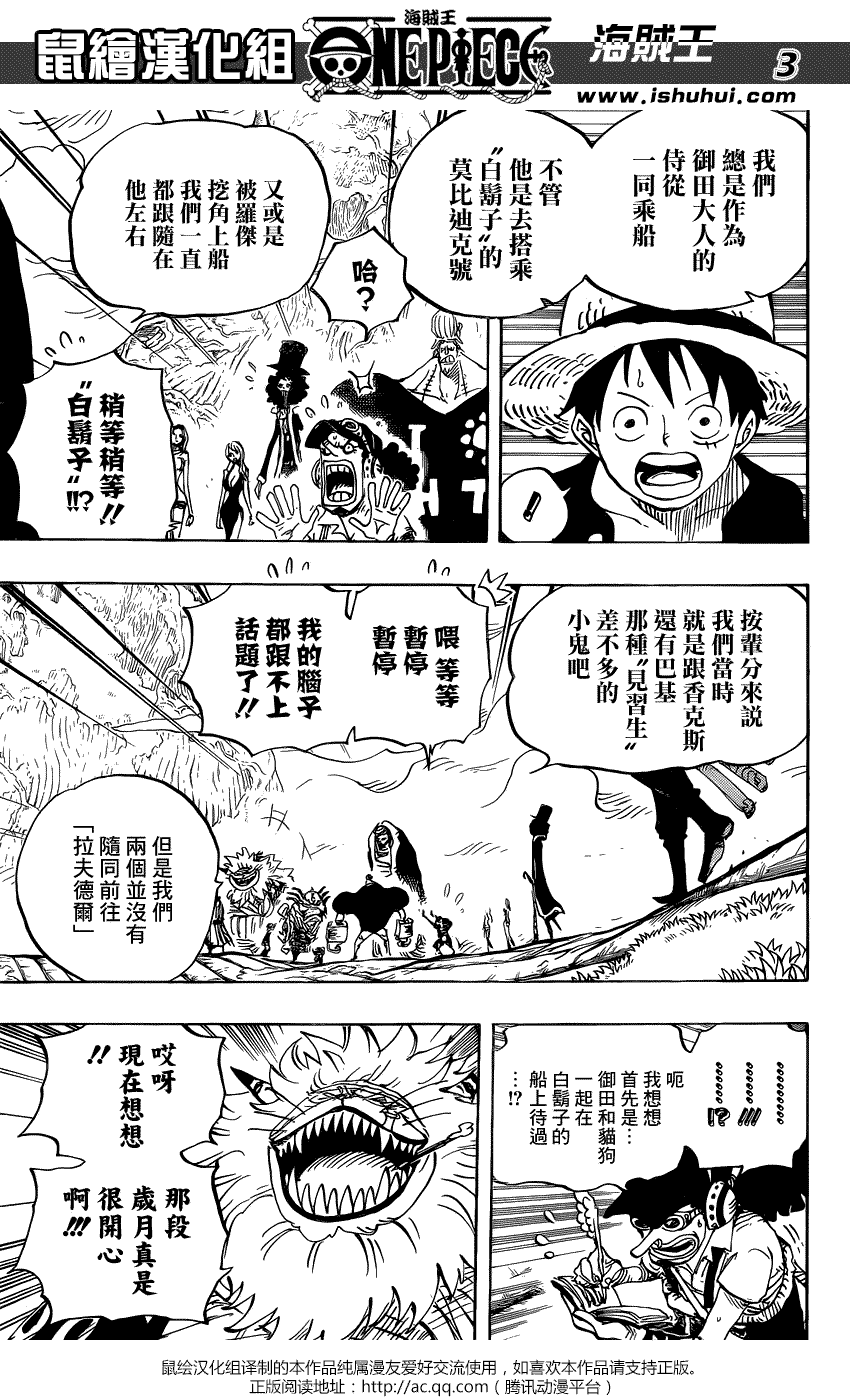 鼠繪漢化組
海賊王
ONE PIECE
海賊王
3
www.ishuhui.com
我們
總是作為
御田大人的
侍從
一同乘船
!
不管
他是去搭乘
〝白鬍子〞的
莫比迪克號
又或是
被羅傑
挖角上船
我們一直
都跟隨在
他左右
哈?
稍等稍等!!
〝白鬍子〞!!?
按輩分來說
我們當時
就是跟香克斯
還有巴基
那種〝見習生〞
差不多的
小鬼吧
喂 等等
暫停
暫停
我的腦子
都跟不上
話題了!!
但是我們
兩個並沒有
隨同前往
「拉夫德爾」
………!!!
………!?
呃
我想想
首先是…
御田和貓狗
一起在
白鬍子的
船上待過
…!?
哎呀
現在想想
!!
那段
歲月真是
很開心
啊!!!
鼠绘汉化组译制的本作品纯属漫友爱好交流使用，如喜欢本作品请支持正版。
正版阅读地址：http://ac.qq.com（腾讯动漫平台）